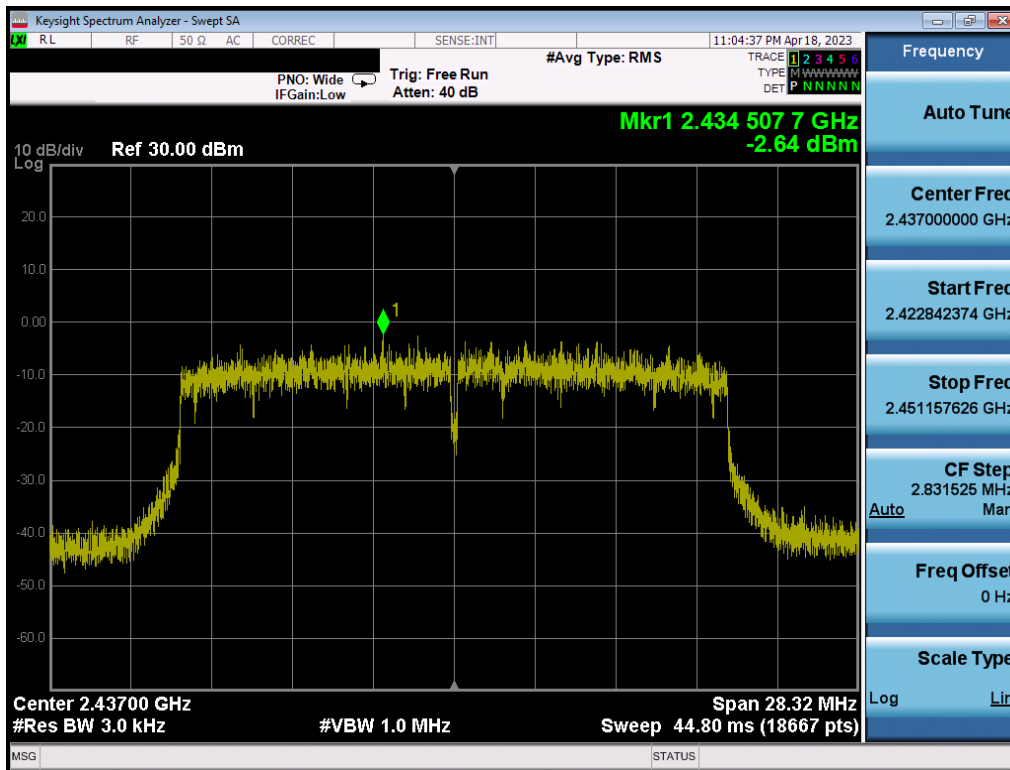 Keysight Spectrum Analyzer - Swept SA
LXI RL RF 50 Ω AC CORREC SENSE:INT 11:04:37 PM Apr 18, 2023
#Avg Type: RMS
TRACE 1 2 3 4 5 6
PNO: Wide Trig: Free Run TYPE M W W W W W
IFGain:Low Atten: 40 dB DET P N N N N N
Mkr1 2.434 507 7 GHz
-2.64 dBm
10 dB/div Ref 30.00 dBm
Log
20.0
10.0
0.00
1
-10.0
-20.0
-30.0
-40.0
-50.0
-60.0
Center 2.43700 GHz Span 28.32 MHz
#Res BW 3.0 kHz #VBW 1.0 MHz Sweep 44.80 ms (18667 pts)
MSG STATUS
Frequency
Auto Tune
Center Freq
2.437000000 GHz
Start Freq
2.422842374 GHz
Stop Freq
2.451157626 GHz
CF Step
2.831525 MHz
Auto Man
Freq Offset
0 Hz
Scale Type
Log Lin